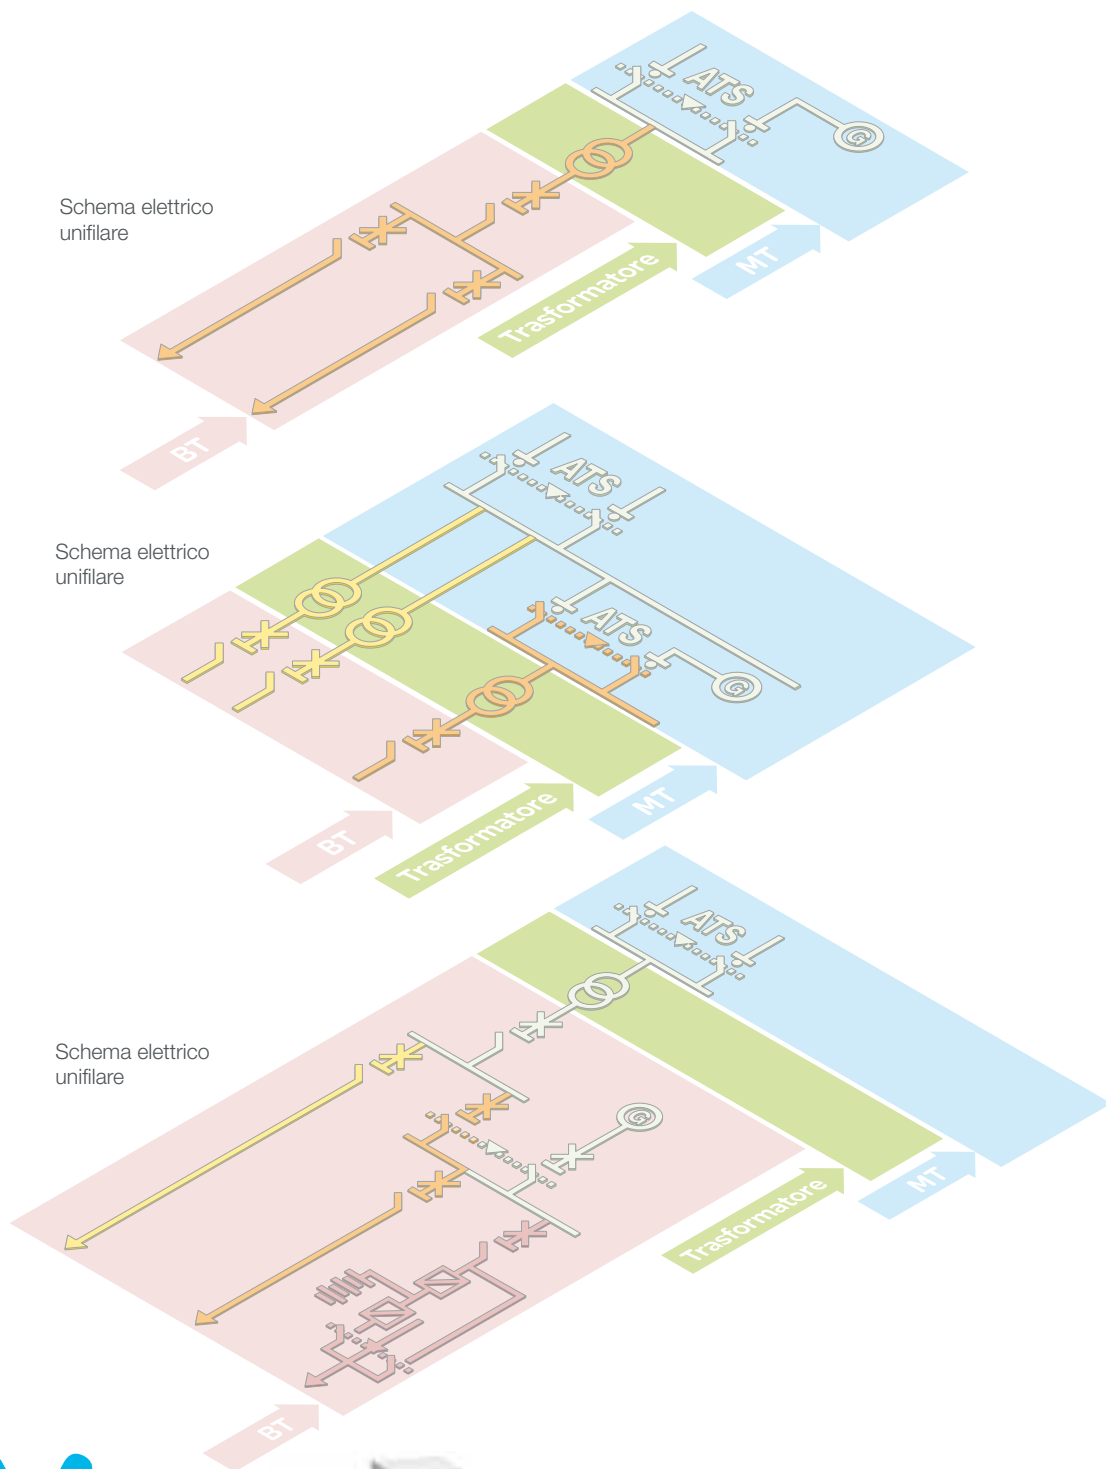 ATS
G
Schema elettrico
unifilare
Trasformatore
MT
BT
ATS
Schema elettrico
unifilare
ATS
G
MT
Trasformatore
BT
ATS
Schema elettrico
unifilare
G
Trasformatore
MT
BT